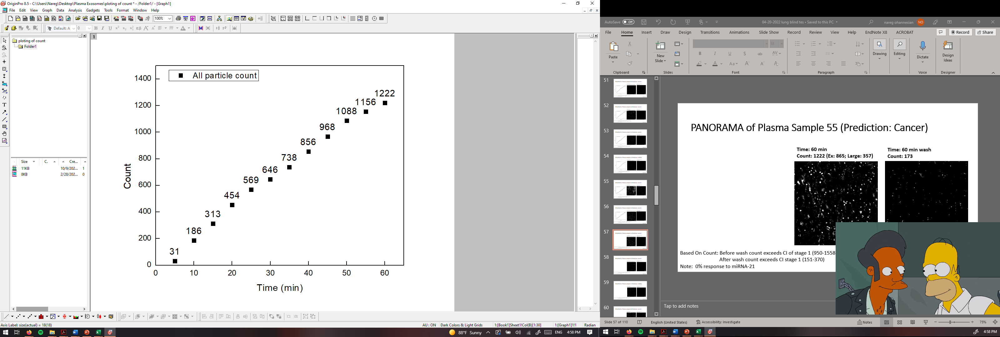 OriginPro 8.5 - C:\Users\Nareg\Desktop\Plasma Exosomes\ploting of count * - /Folder1/ - [Graph1]
File Edit View Graph Data Analysis Gadgets Tools Format Window Help
100%
Default: A 0 B I U
ploting of count
Folder1
Size C. Cre...
11KB 10/9/202... 1
8KB 2/28/202... 0
1
All particle count
1400
1200
1000
800
600
400
200
0
Count
31
186
313
454
569
646
738
856
968
1088
1156
1222
0 10 20 30 40 50 60
Time (min)
Axis Label: size(actual) = 18(18)
AU : ON Dark Colors & Light Grids 1:[Book1]Sheet1!Col(B)[1:30] 1:[Graph1]1!1 Radian
88°F Sunny ENG 4:58 PM
AutoSave Off 04-20-2022 lung blind tes • Saved to this PC nareg ohannesian NO
File Home Insert Draw Design Transitions Animations Slide Show Record Review View Help EndNote X8 ACROBAT Record Share
Paste
New Slide
18
B I U S ab AV
Aa A A
Drawing
Editing
Dictate
Design Ideas
Clipboard Slides Font Paragraph Voice Designer
51
52
53
54
55
56
57
58
59
60
PANORAMA of Plasma Sample 55 (Prediction: Cancer)
Time: 60 min
Count: 1222 (Ex: 865; Large: 357)
Time: 60 min wash
Count: 173
Based On Count: Before wash count exceeds CI of stage 1 (950-1558
After wash count exceeds CI stage 1 (151-370)
Note: 0% response to miRNA-21
Tap to add notes
Slide 57 of 110 English (United States) Accessibility: Investigate Notes 75%
4:58 PM